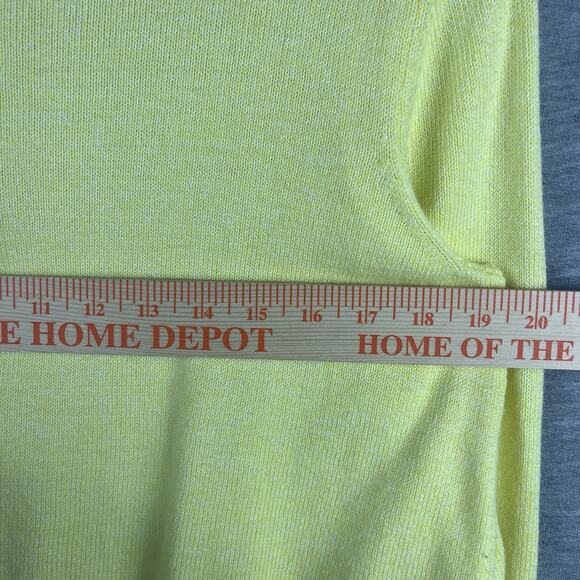 11 12 13 14 15 16 17 18 19 20
E HOME DEPOT HOME OF THE